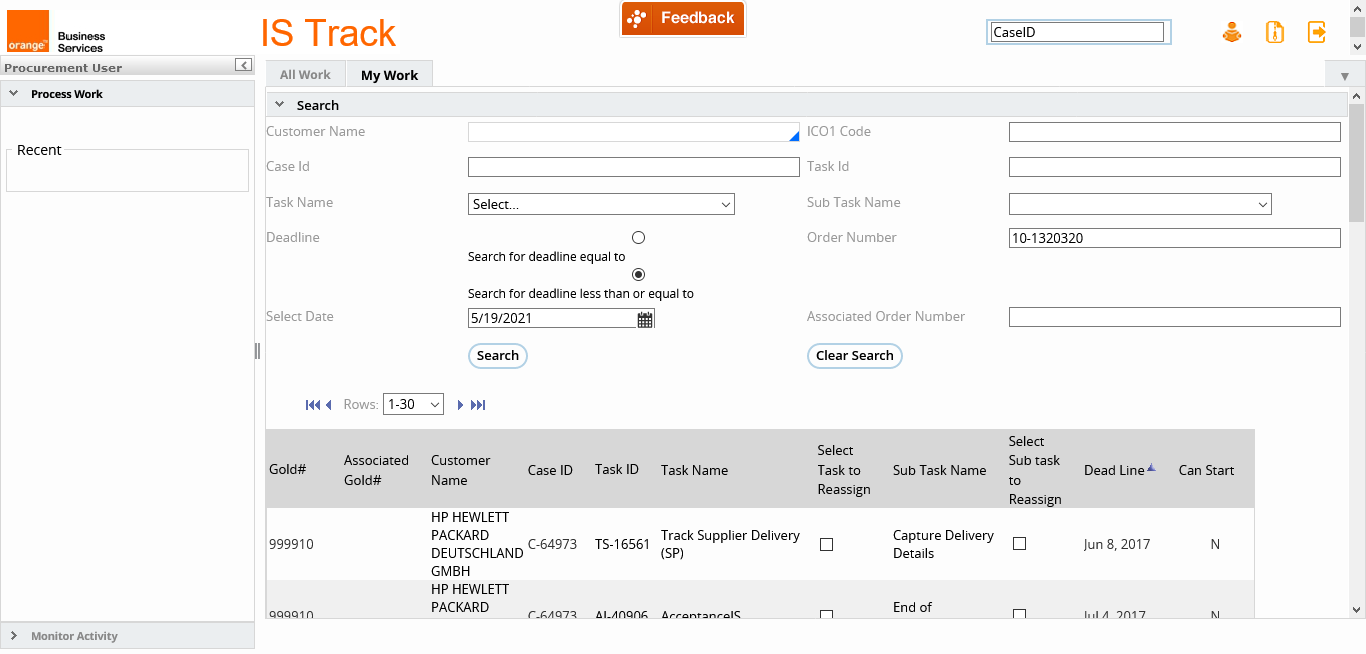 orange™
Business
Services
IS Track
Feedback
CaseID
Procurement User
Process Work
Recent
Monitor Activity
All Work
My Work
Search
Customer Name
ICO1 Code
Case Id
Task Id
Task Name
Select...
Sub Task Name
Deadline
Search for deadline equal to
Search for deadline less than or equal to
Order Number
10-1320320
Select Date
5/19/2021
Associated Order Number
Search
Clear Search
Rows:
1-30
Gold#
Associated
Gold#
Customer
Name
Case ID
Task ID
Task Name
Select
Task to
Reassign
Sub Task Name
Select
Sub task
to
Reassign
Dead Line
Can Start
999910
HP HEWLETT
PACKARD
DEUTSCHLAND
GMBH
C-64973
TS-16561
Track Supplier Delivery
(SP)
Capture Delivery
Details
Jun 8, 2017
N
999910
HP HEWLETT
PACKARD
C-64973
AI-40906
AcceptanceIS
End of
Jul 4, 2017
N